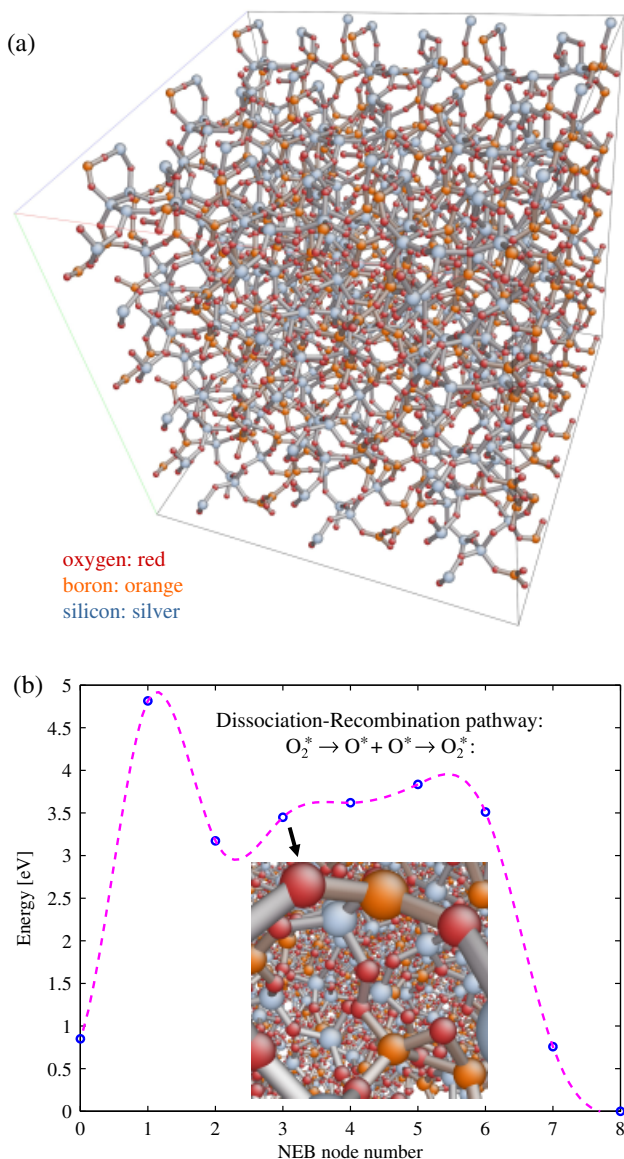 (a)
oxygen: red
boron: orange
silicon: silver
(b)
Dissociation-Recombination pathway:
O₂* → O* + O* → O₂*:
5
4.5
4
3.5
3
2.5
2
1.5
1
0.5
0
Energy [eV]
0 1 2 3 4 5 6 7 8
NEB node number